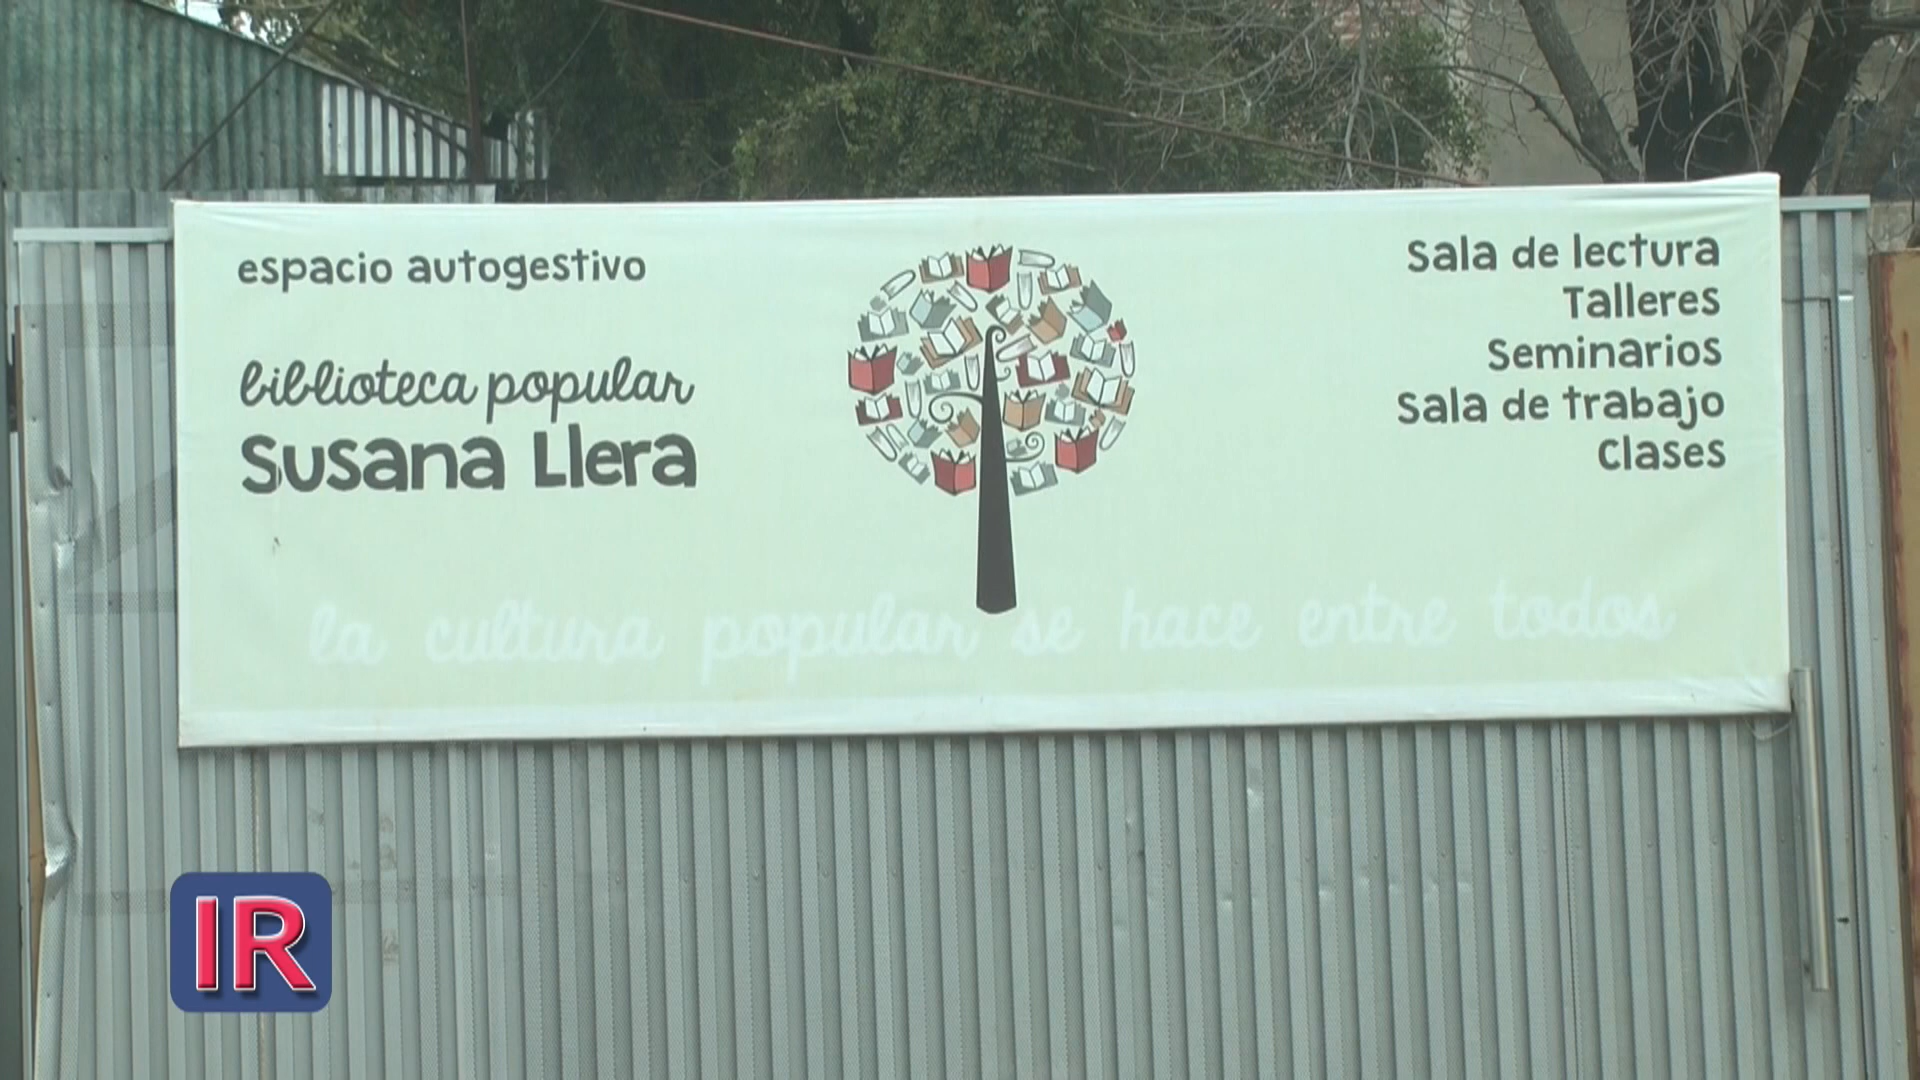 espacio autogestivo
biblioteca popular
Susana Llera
Sala de lectura
Talleres
Seminarios
Sala de trabajo
Clases
la cultura popular se hace entre todos
IR